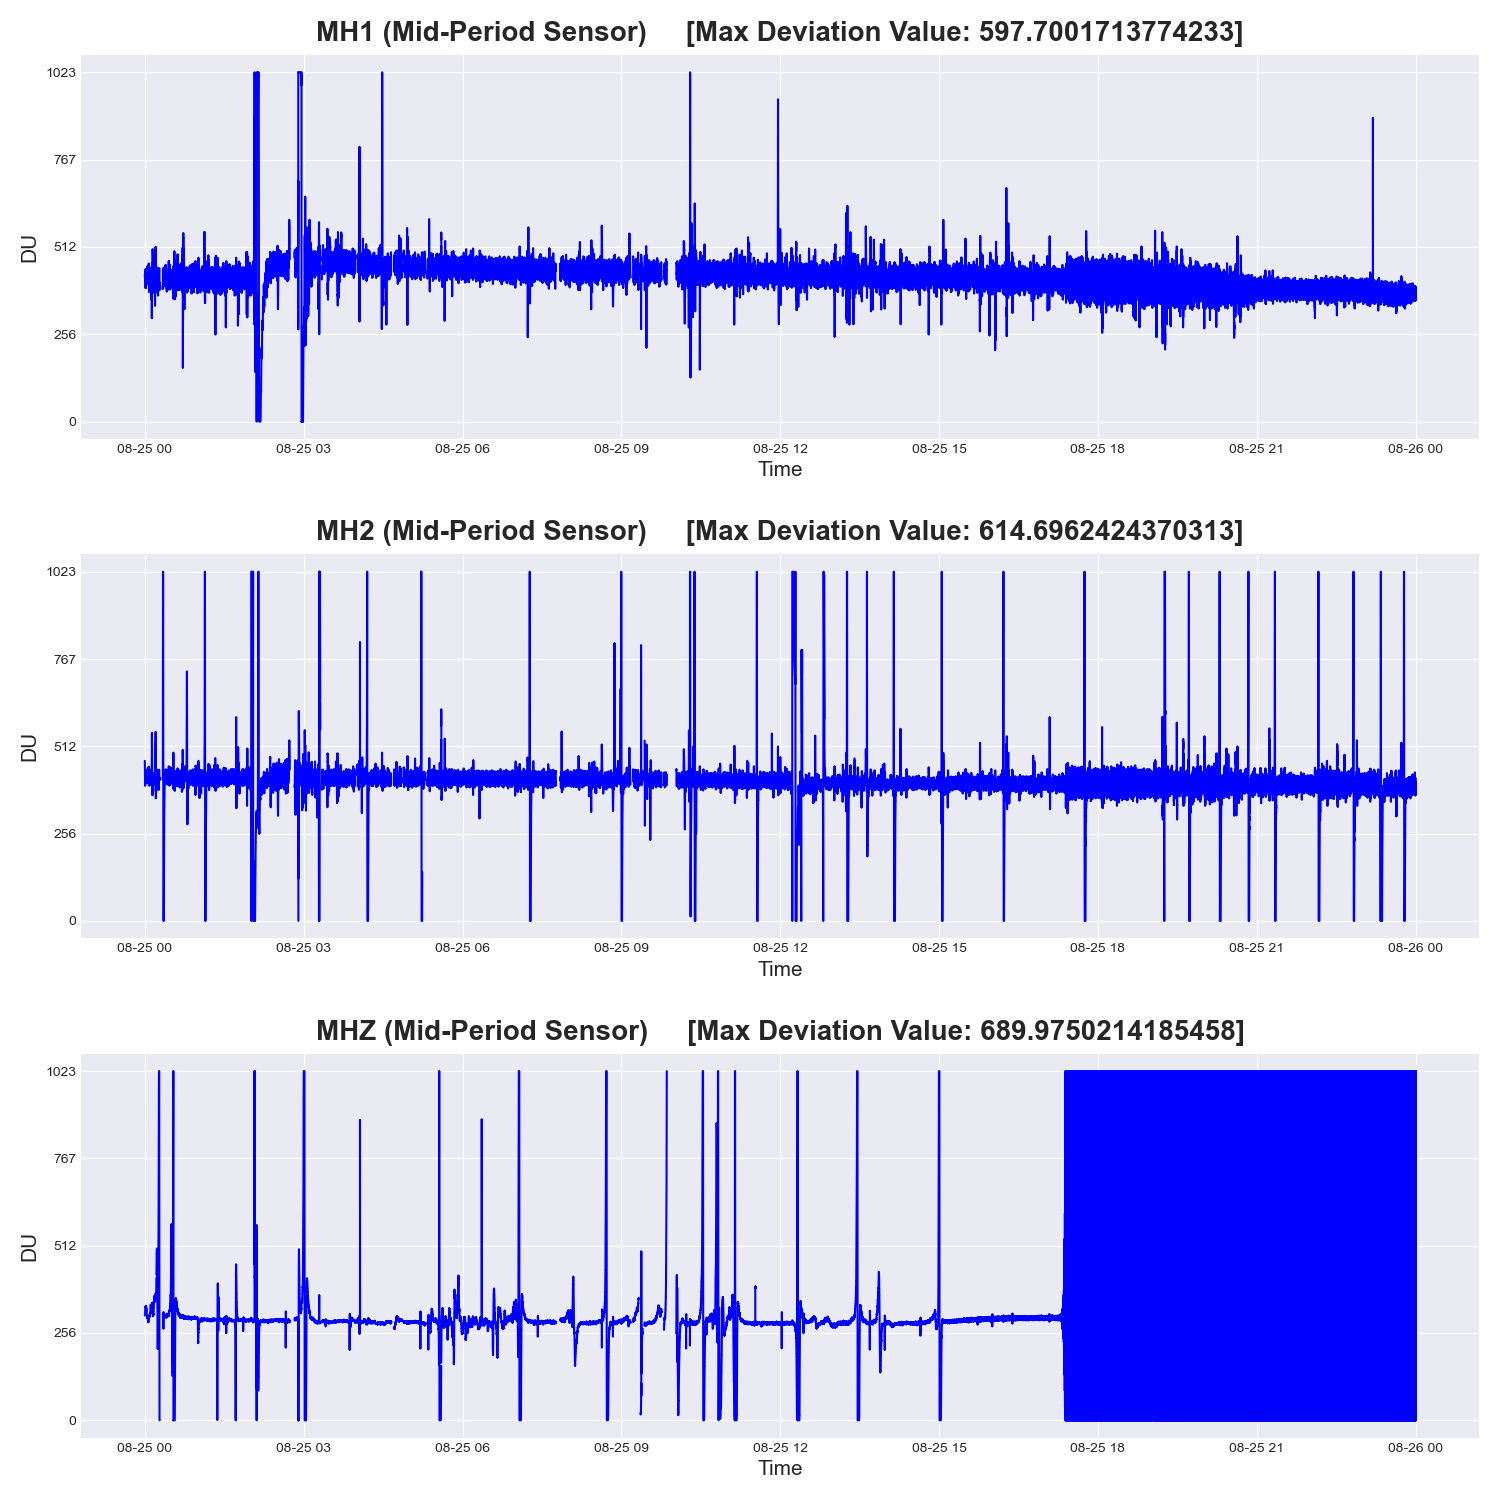 MH1 (Mid-Period Sensor) [Max Deviation Value: 597.7001713774233]
1023
767
512
256
0
DU
08-25 00 08-25 03 08-25 06 08-25 09 08-25 12 08-25 15 08-25 18 08-25 21 08-26 00
Time
MH2 (Mid-Period Sensor) [Max Deviation Value: 614.6962424370313]
1023
767
512
256
0
DU
08-25 00 08-25 03 08-25 06 08-25 09 08-25 12 08-25 15 08-25 18 08-25 21 08-26 00
Time
MHZ (Mid-Period Sensor) [Max Deviation Value: 689.9750214185458]
1023
767
512
256
0
DU
08-25 00 08-25 03 08-25 06 08-25 09 08-25 12 08-25 15 08-25 18 08-25 21 08-26 00
Time